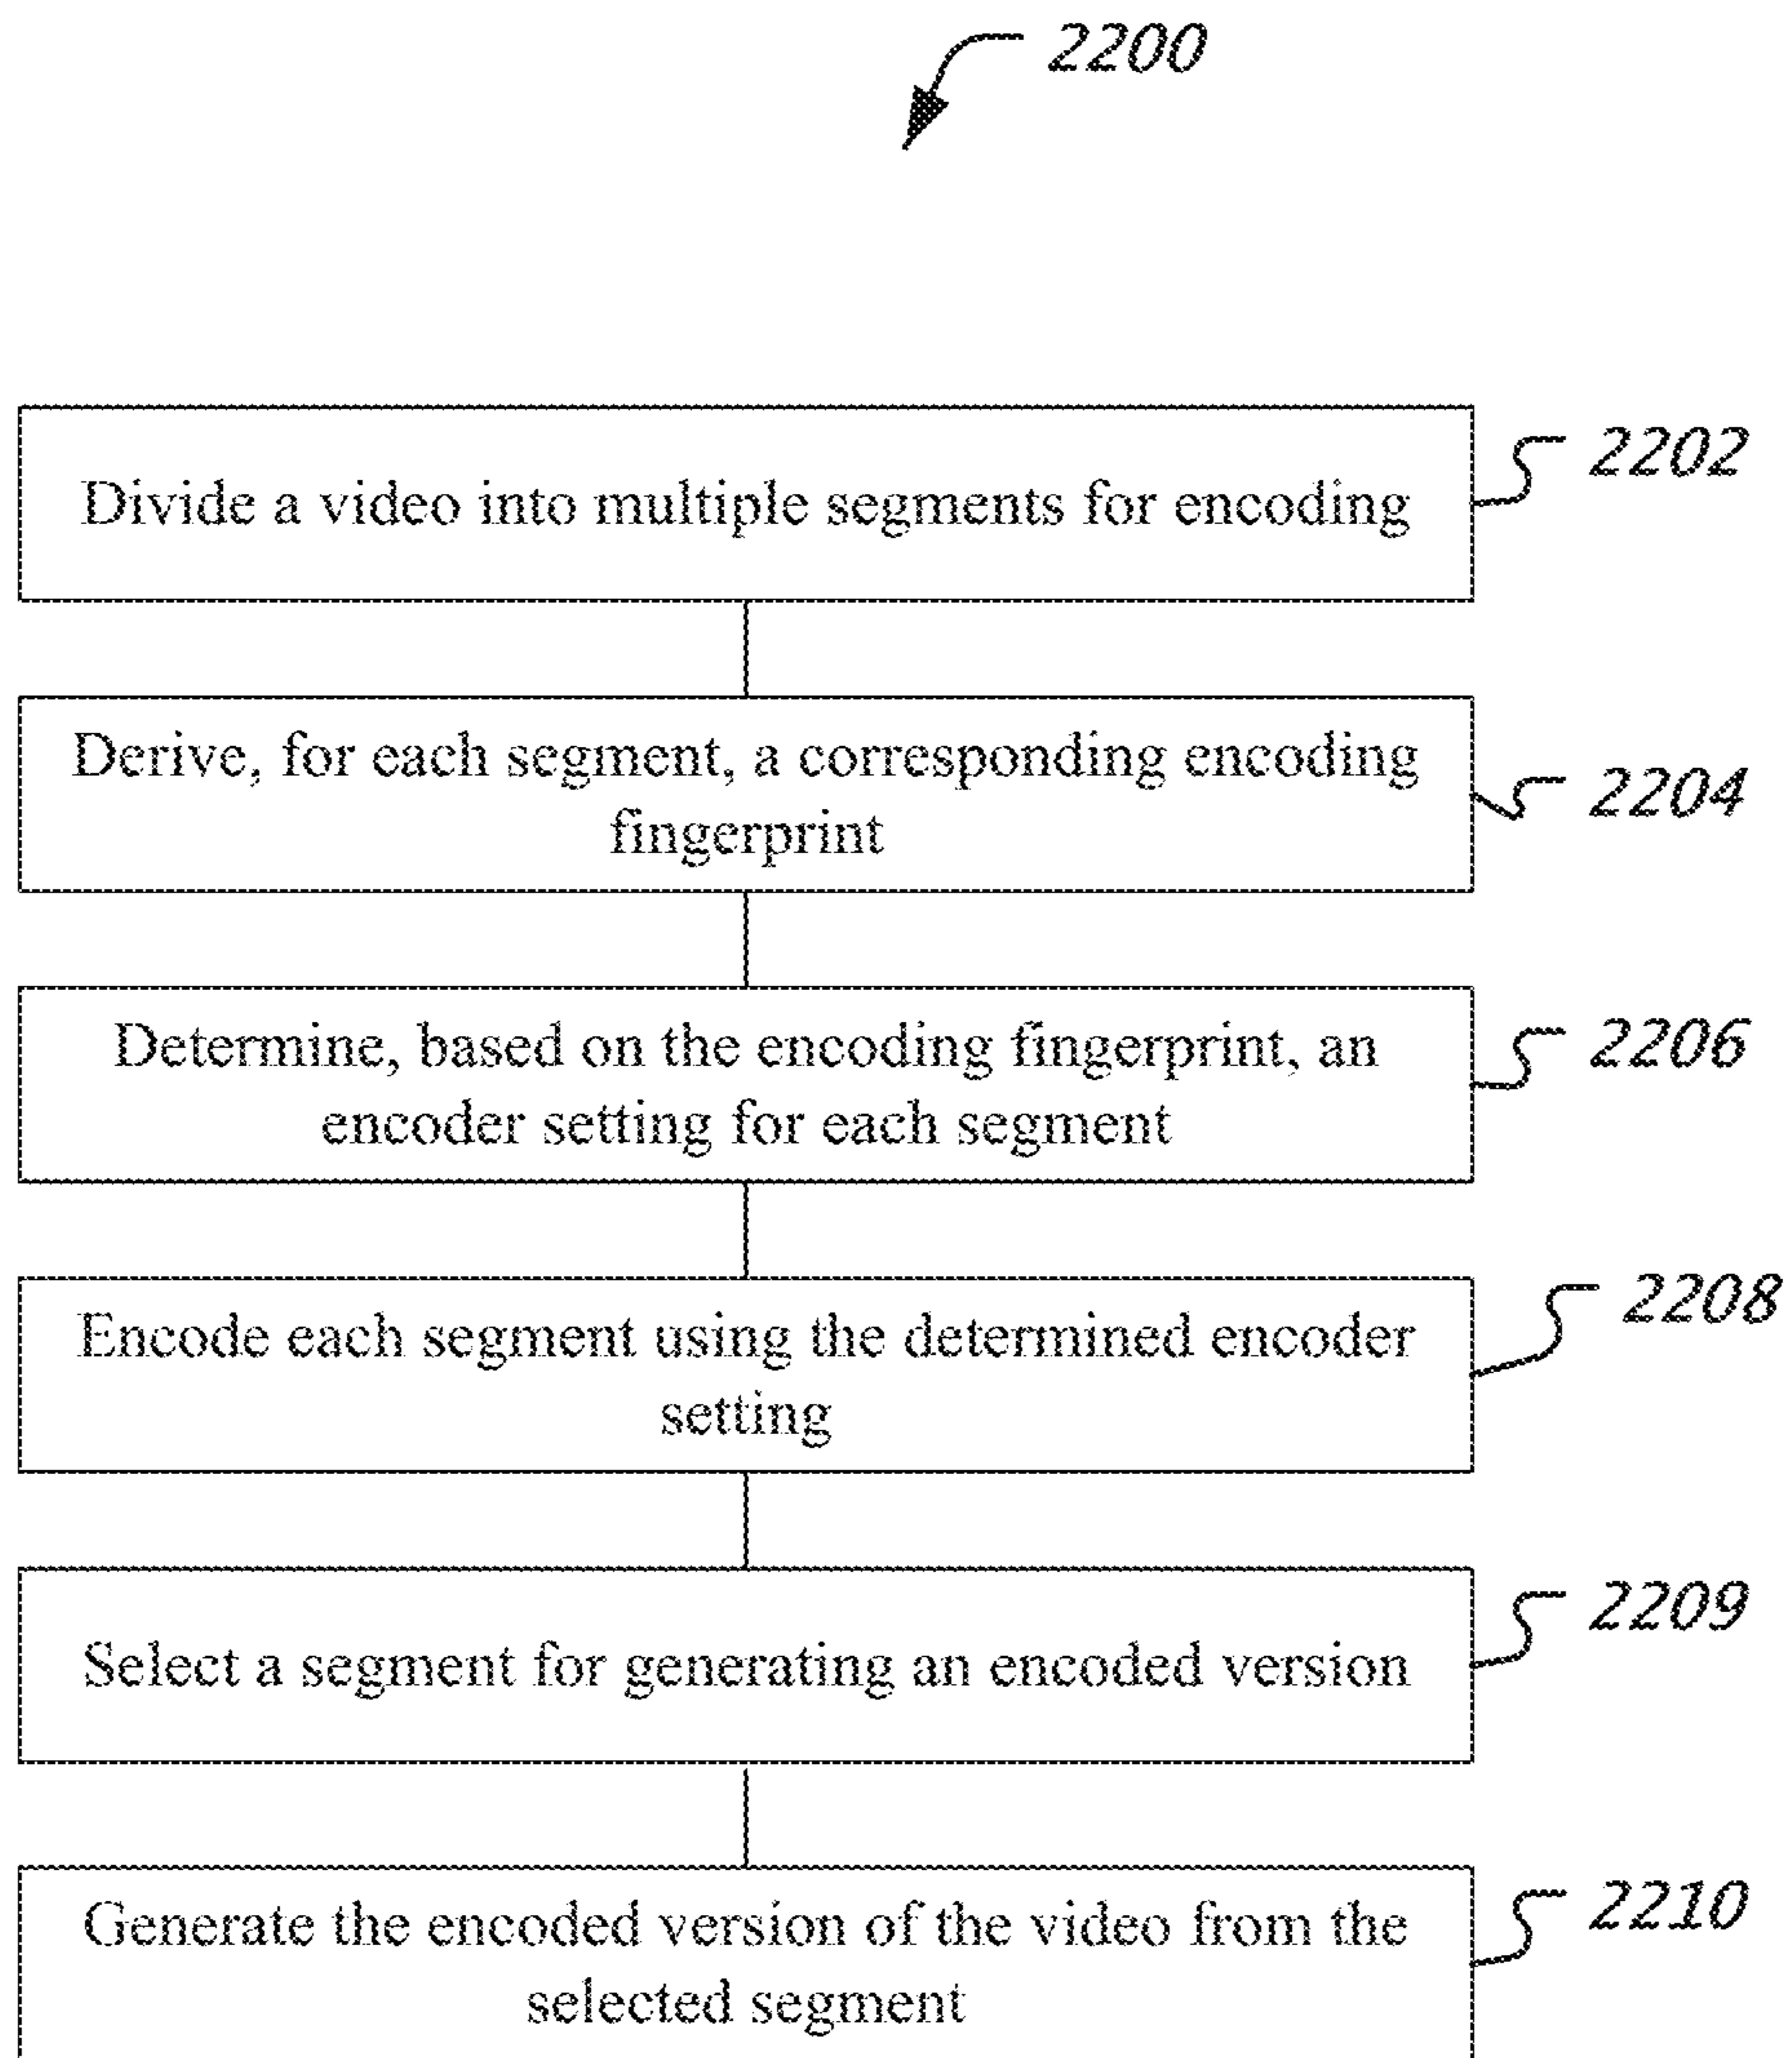 2200
Divide a video into multiple segments for encoding
2202
Derive, for each segment, a corresponding encoding
fingerprint
2204
Determine, based on the encoding fingerprint, an
encoder setting for each segment
2206
Encode each segment using the determined encoder
setting
2208
Select a segment for generating an encoded version
2209
Generate the encoded version of the video from the
selected segment
2210